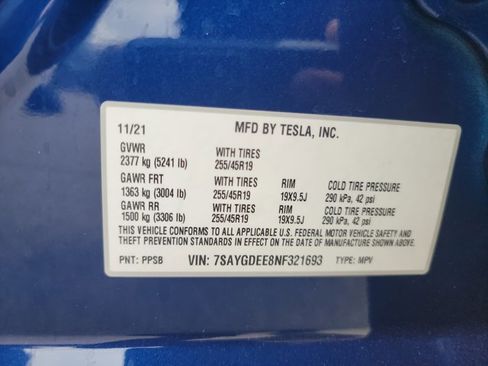 11/21 MFD BY TESLA, INC.
GVWR WITH TIRES
2377 kg (5241 lb) 255/45R19
GAWR FRT WITH TIRES RIM COLD TIRE PRESSURE
1363 kg (3004 lb) 255/45R19 19X9.5J 290 kPa, 42 psi
GAWR RR WITH TIRES RIM COLD TIRE PRESSURE
1500 kg (3306 lb) 255/45R19 19X9.5J 290 kPa, 42 psi
THIS VEHICLE CONFORMS TO ALL APPLICABLE U.S. FEDERAL MOTOR VEHICLE SAFETY AND
THEFT PREVENTION STANDARDS IN EFFECT ON THE DATE OF MANUFACTURE SHOWN ABOVE.
PNT: PPSB VIN: 7SAYGDEE8NF321693 TYPE: MPV